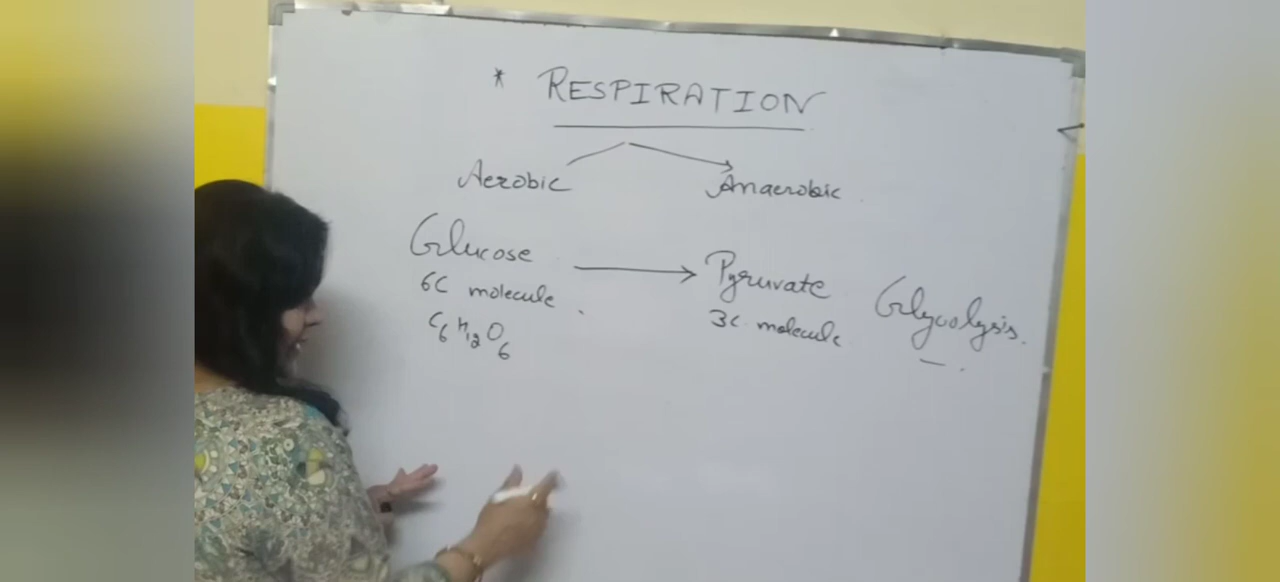 * RESPIRATION
Aerobic Anaerobic
Glucose → Pyruvate Glycolysis.
6C molecule. 3C molecule
C6H12O6